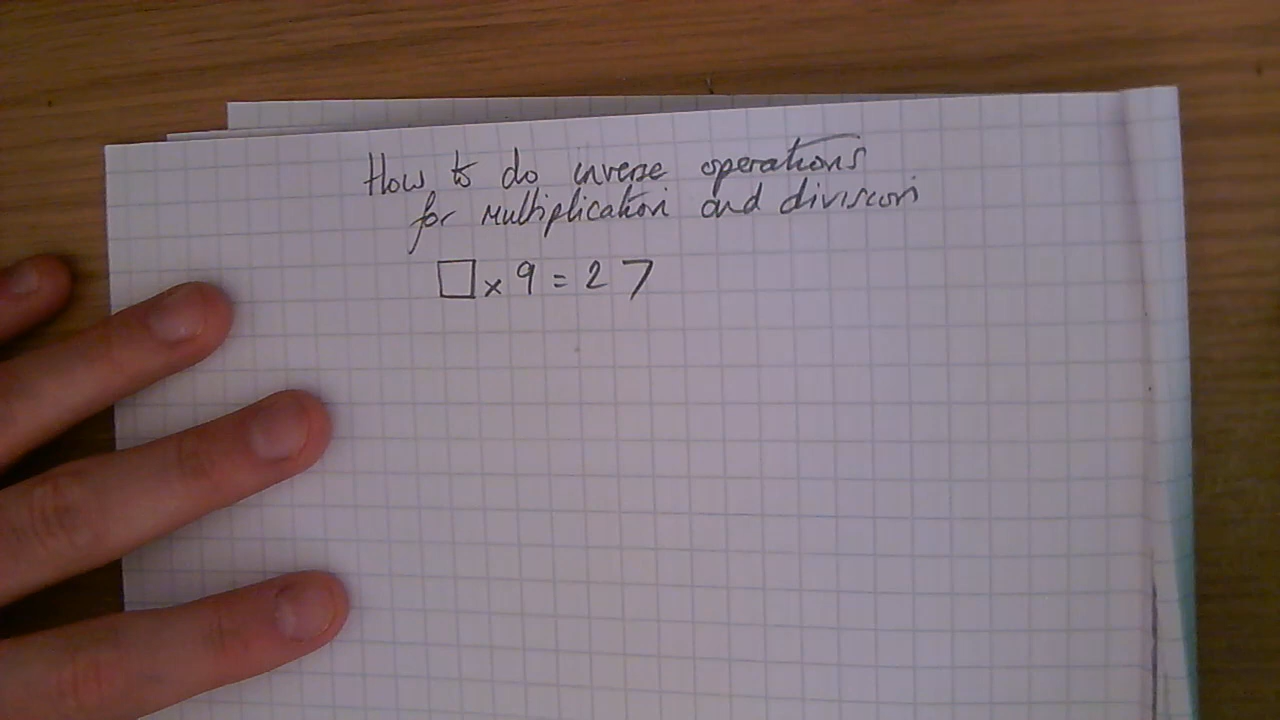 How to do inverse operations
for multiplication and division
□ × 9 = 27